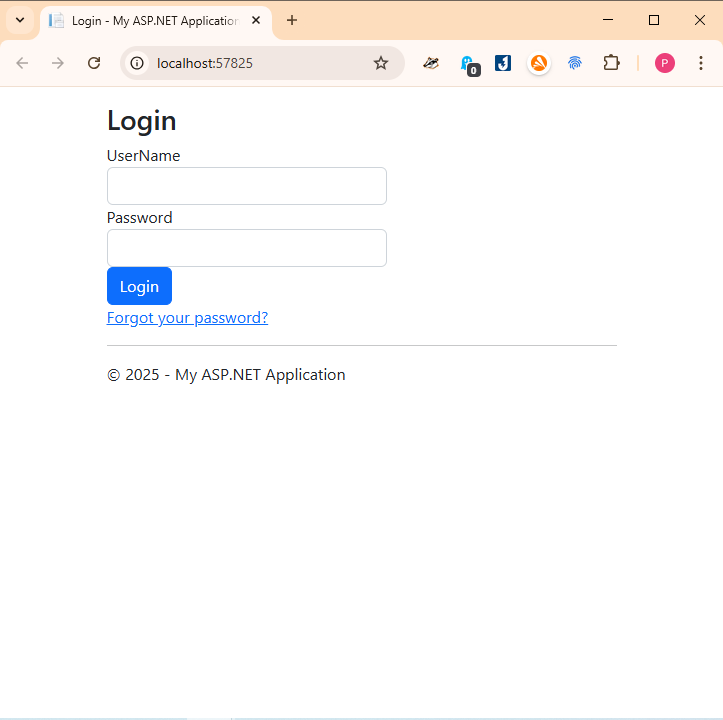 Login - My ASP.NET Application
localhost:57825
0
P
Login
UserName
Password
Login
Forgot your password?
© 2025 - My ASP.NET Application